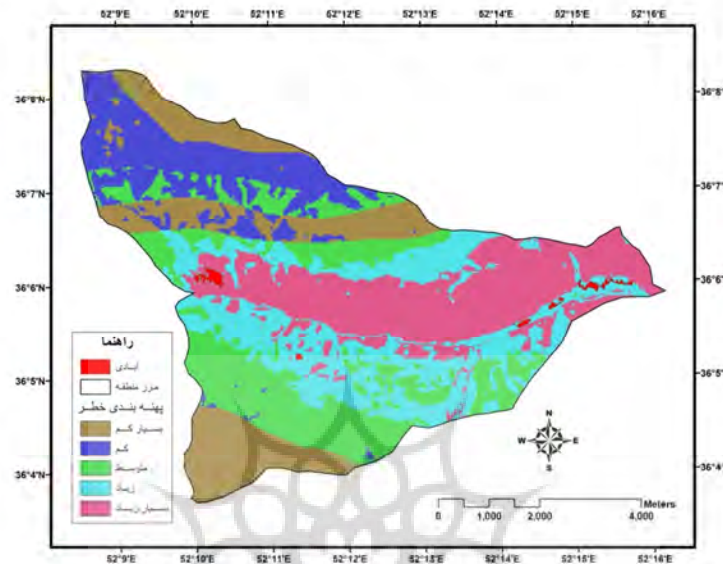 52°9'E 52°10'E 52°11'E 52°12'E 52°13'E 52°14'E 52°15'E 52°16'E
36°8'N 36°8'N
36°7'N 36°7'N
36°6'N 36°6'N
36°5'N 36°5'N
36°4'N 36°4'N
راهنما
آبادی
مرز منطقه
پهنه بندی خطر
بسیار کم
کم
متوسط
زیاد
بسیار زیاد
N
W E
S
Meters
0 1,000 2,000 4,000
52°9'E 52°10'E 52°11'E 52°12'E 52°13'E 52°14'E 52°15'E 52°16'E